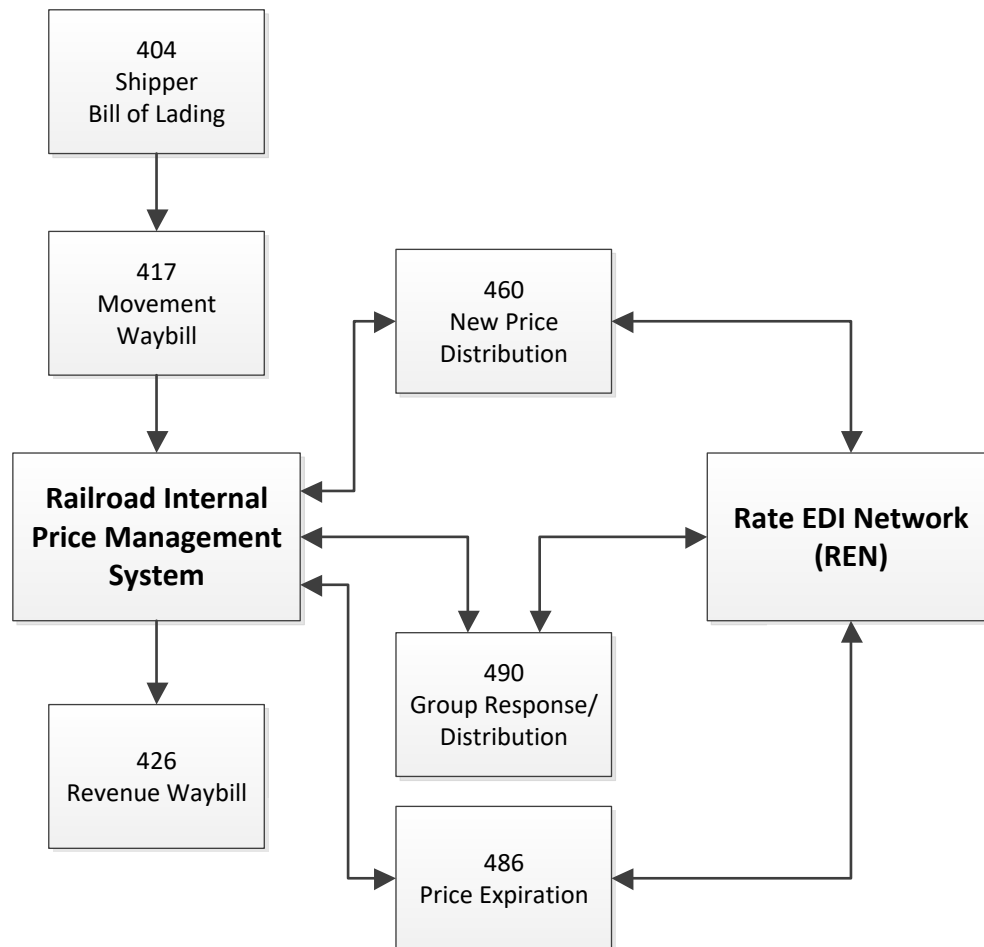 404
Shipper
Bill of Lading
417
Movement
Waybill
460
New Price
Distribution
Railroad Internal
Price Management
System
Rate EDI Network
(REN)
490
Group Response/
Distribution
426
Revenue Waybill
486
Price Expiration